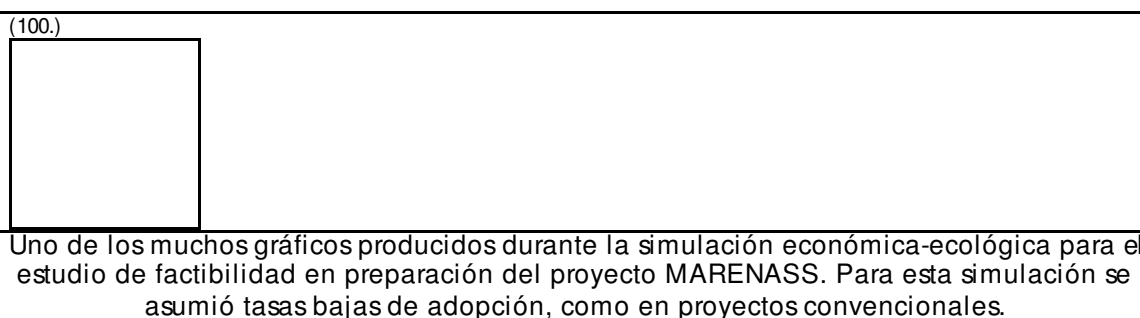 (100.)
Uno de los muchos gráficos producidos durante la simulación económica-ecológica para el
estudio de factibilidad en preparación del proyecto MARENASS. Para esta simulación se
asumió tasas bajas de adopción, como en proyectos convencionales.